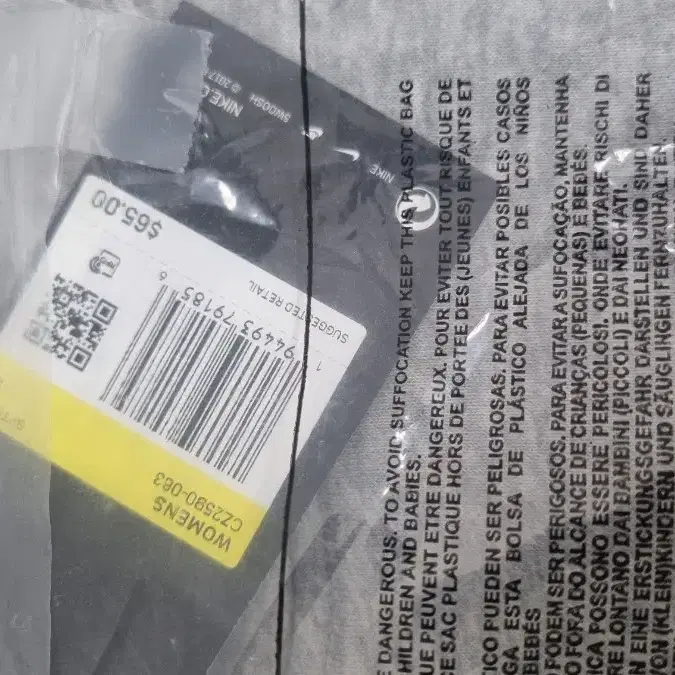 WOMENS
CZ2590-063
1 94493 79185 6
SUGGESTED RETAIL
$65.00
NIKE
SWOOSH © 2017
NIKE.
DANGEROUS. TO AVOID SUFFOCATION KEEP THIS PLASTIC BAG
HILDREN AND BABIES.
UE PEUVENT ETRE DANGEREUX. POUR EVITER TOUT RISQUE DE
CE SAC PLASTIQUE HORS DE PORTEE DES (JEUNES) ENFANTS ET
TICO PUEDEN SER PELIGROSAS. PARA EVITAR POSIBLES CASOS
GA ESTA BOLSA DE PLÁSTICO ALEJADA DE LOS NIÑOS
BEBÉS
PODEM SER PERIGOSOS. PARA EVITAR A SUFOCAÇÃO, MANTENHA
O FORA DO ALCANCE DE CRIANÇAS (PEQUENAS) E BEBÉS.
ICA POSSONO ESSERE PERICOLOSI. ONDE EVITARE RISCHI DI
RE LONTANO DAI BAMBINI (PICCOLI) E DAI NEONATI.
N EINE ERSTICKUNGSGEFAHR DARSTELLEN UND SIND DAHER
VON (KLEIN)KINDERN UND SÄUGLINGEN FERNZUHALTEN.